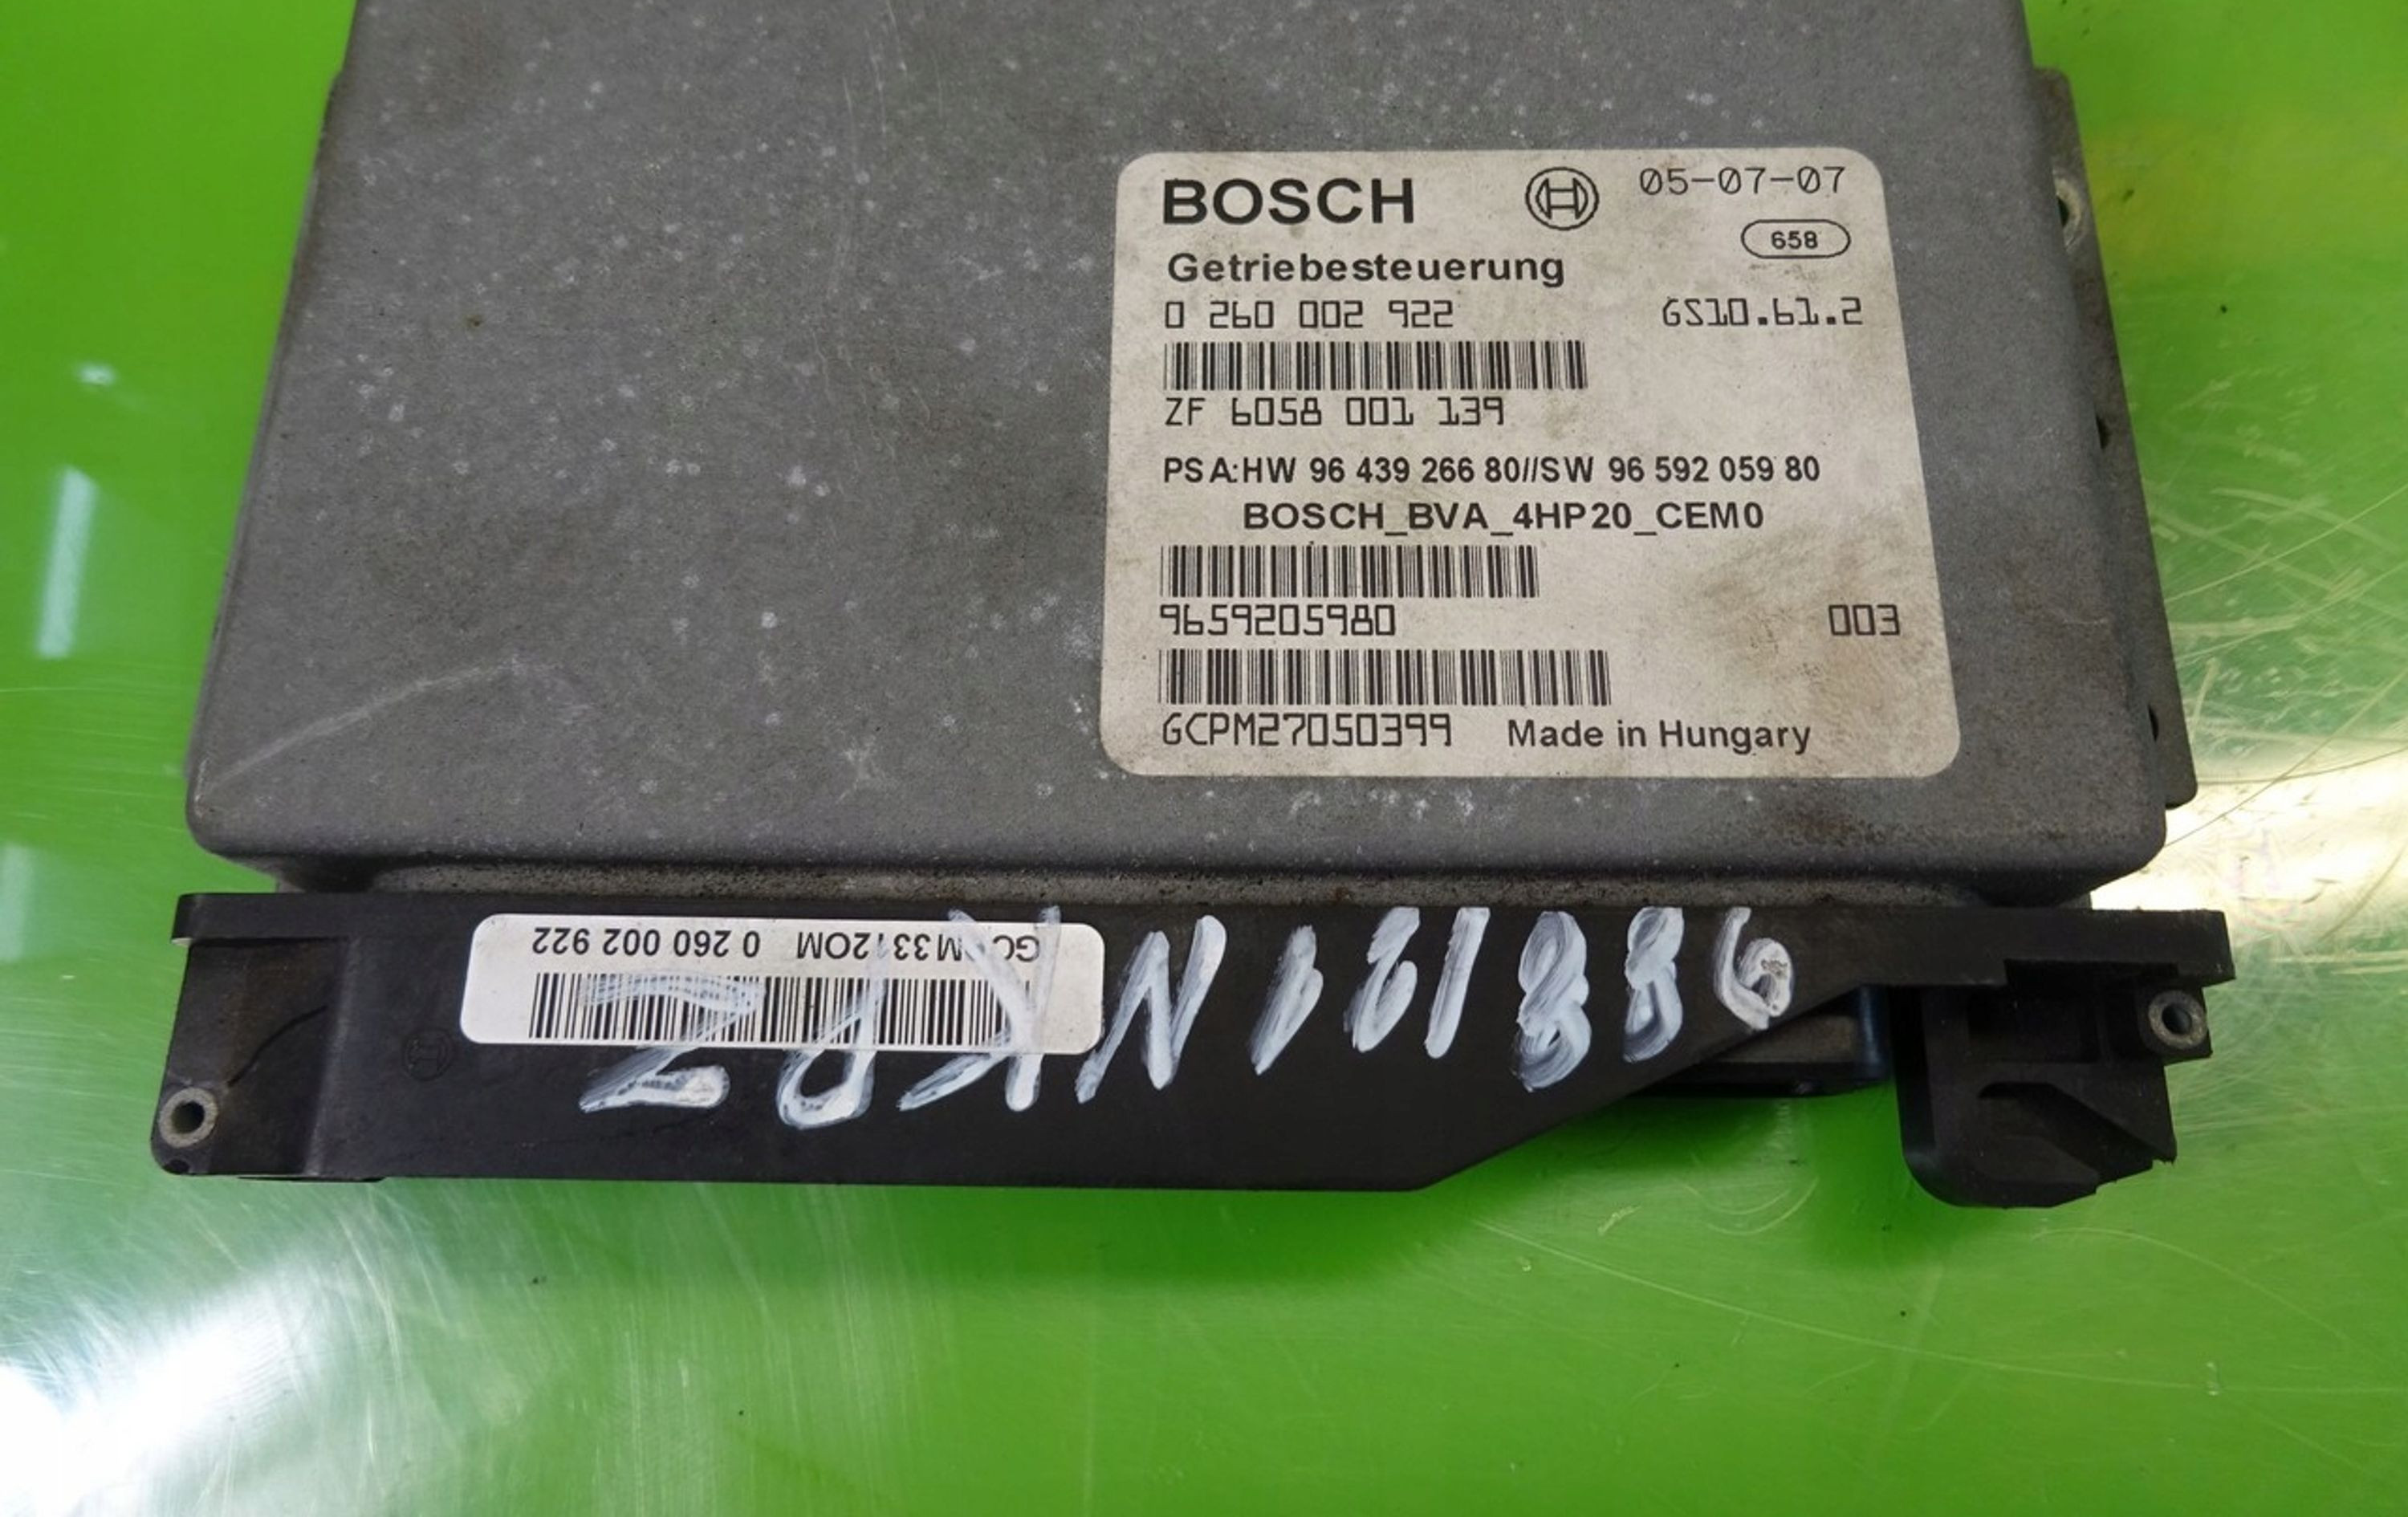 BOSCH 05-07-07
658
Getriebesteuerung
0 260 002 922 GS10.61.2
ZF 6058 001 139
PSA:HW 96 439 266 80//SW 96 592 059 80
BOSCH_BVA_4HP20_CEM0
9659205980 003
GCPM27050399 Made in Hungary
0 260 002 922